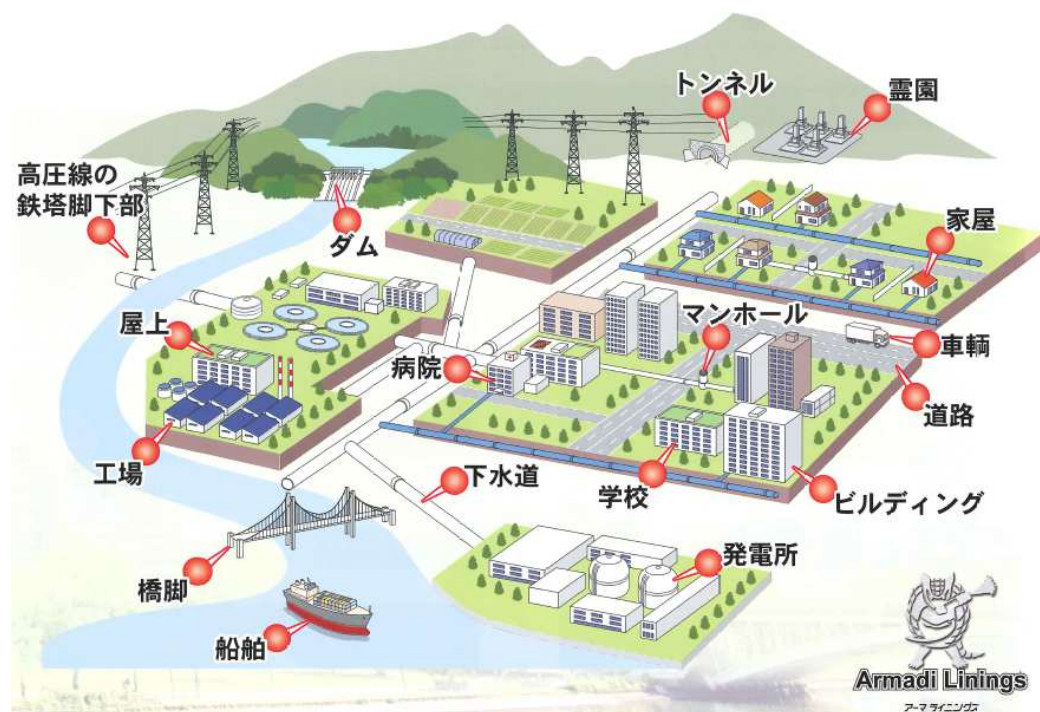 トンネル
霊園
高圧線の
鉄塔脚下部
ダム
家屋
屋上
病院
マンホール
車輌
道路
工場
下水道
学校
ビルディング
橋脚
発電所
船舶
Armadi Linings
アーマライニングス